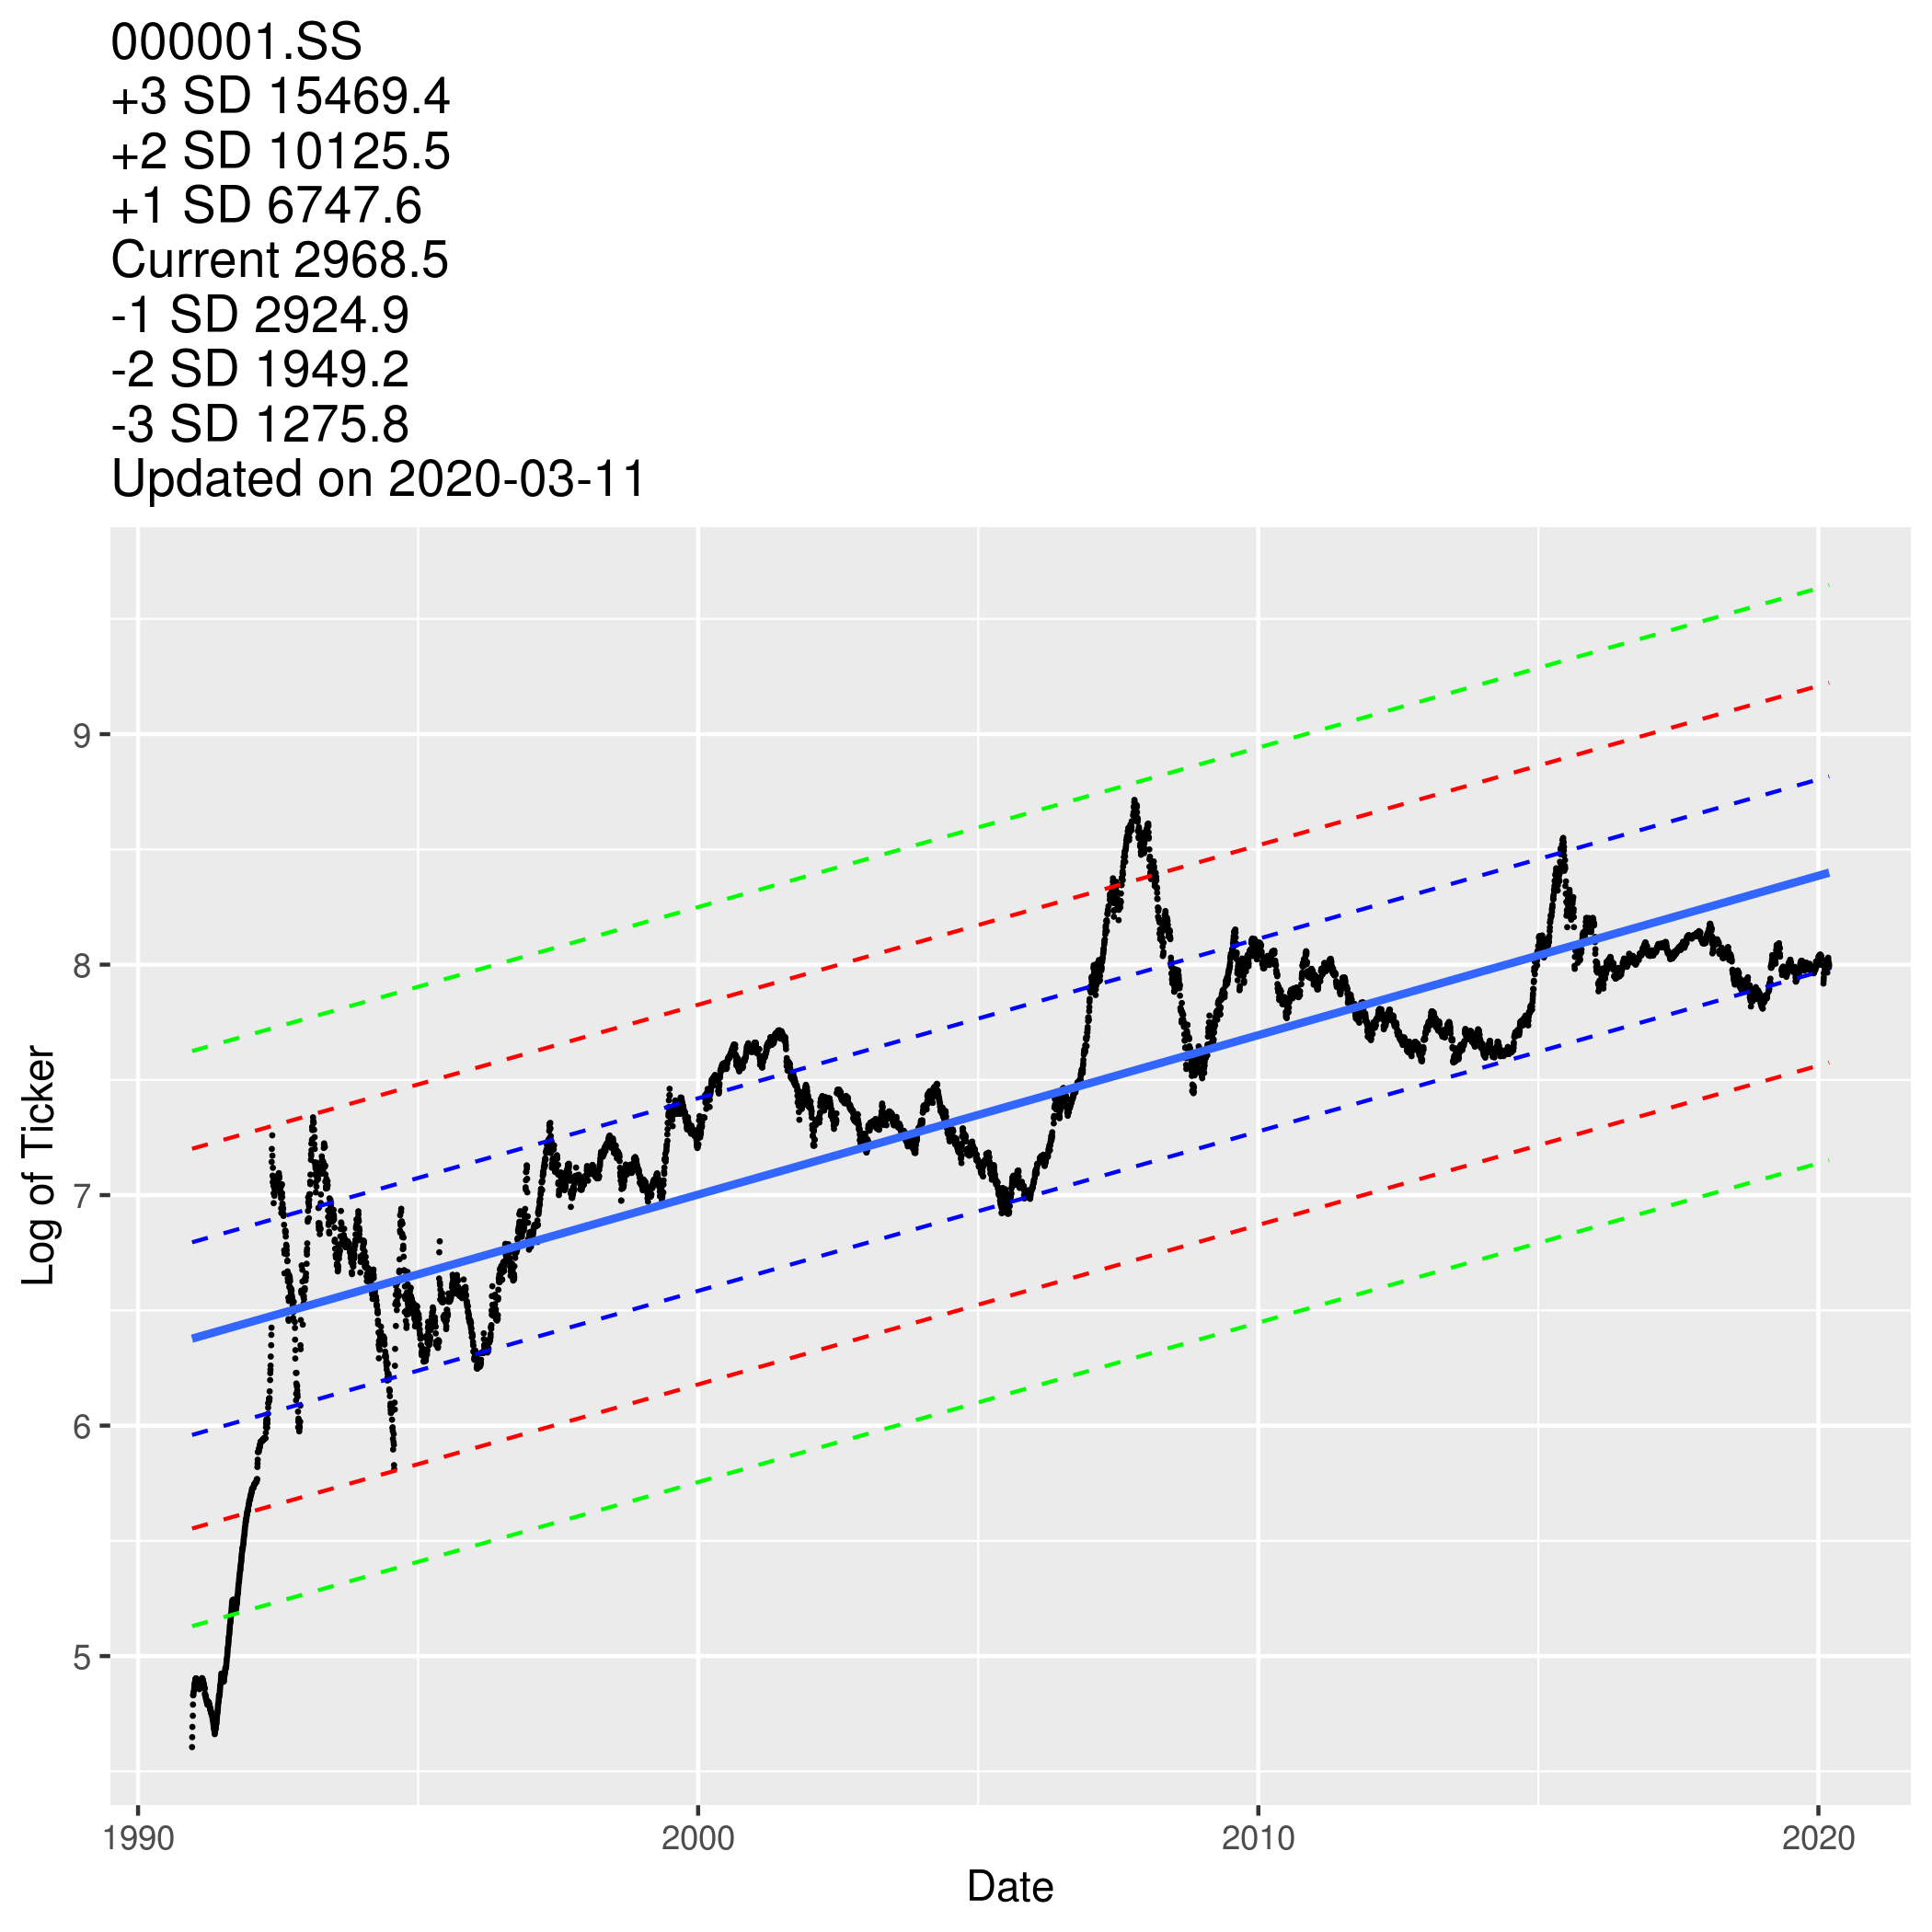 000001.SS
+3 SD 15469.4
+2 SD 10125.5
+1 SD 6747.6
Current 2968.5
-1 SD 2924.9
-2 SD 1949.2
-3 SD 1275.8
Updated on 2020-03-11
9
8
7
6
5
Log of Ticker
1990
2000
2010
2020
Date